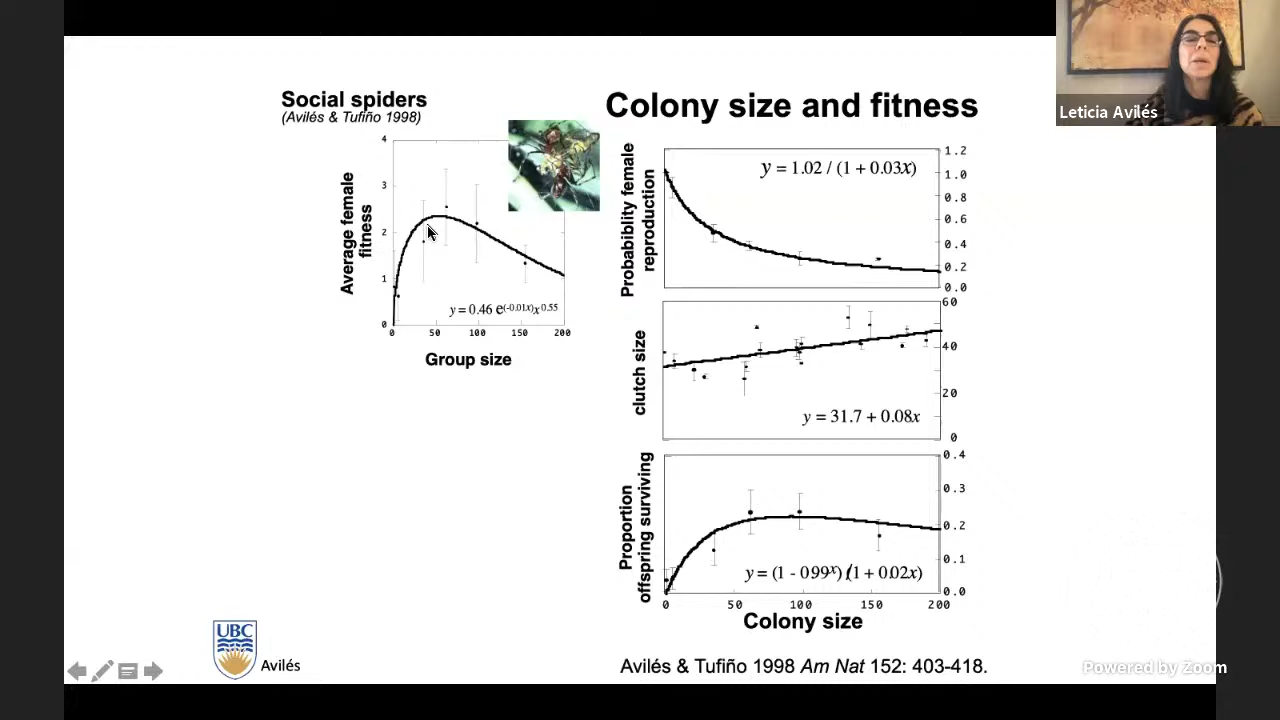 Social spiders
(Avilés & Tufiño 1998)
Average female
fitness
4
3
2
1
0
y = 0.46 e(-0.01x)x0.55
0 50 100 150 200
Group size
Colony size and fitness
Probabiblity female
reproduction
y = 1.02 / (1 + 0.03x)
1.2
1.0
0.8
0.6
0.4
0.2
0.0
clutch size
y = 31.7 + 0.08x
60
40
20
0
Proportion
offspring surviving
y = (1 - 099x) /(1 + 0.02x)
0.4
0.3
0.2
0.1
0.0
0 50 100 150 200
Colony size
Avilés & Tufiño 1998 Am Nat 152: 403-418.
UBC
Avilés
Leticia Avilés
Powered by Zoom